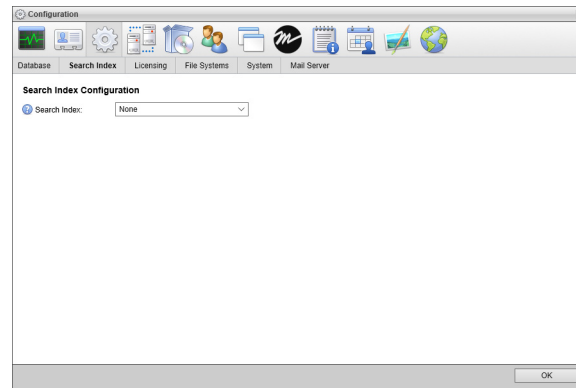 Configuration
Database Search Index Licensing File Systems System Mail Server
Search Index Configuration
Search Index: None
OK